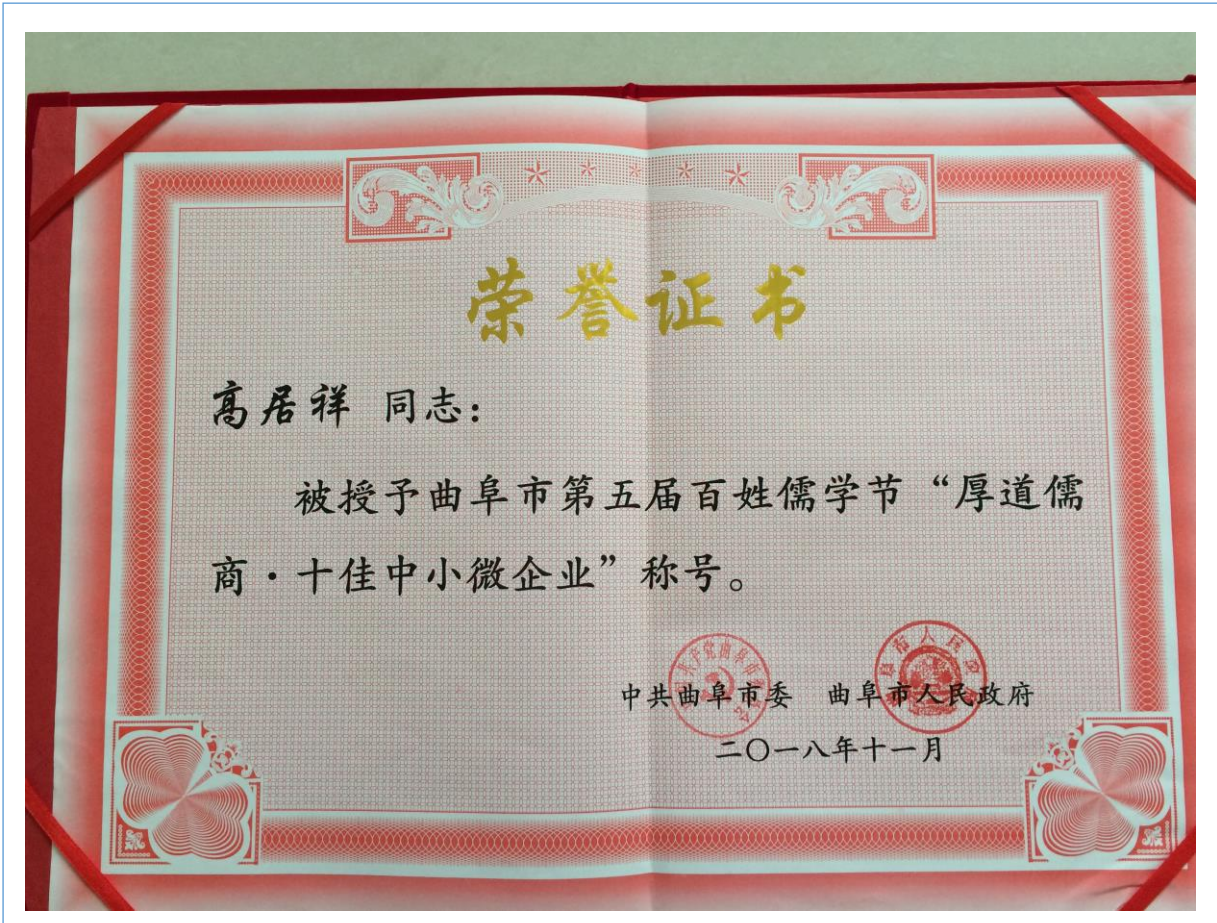 荣誉证书
高居祥 同志：
被授予曲阜市第五届百姓儒学节“厚道儒
商·十佳中小微企业”称号。
中共曲阜市委 曲阜市人民政府
二〇一八年十一月